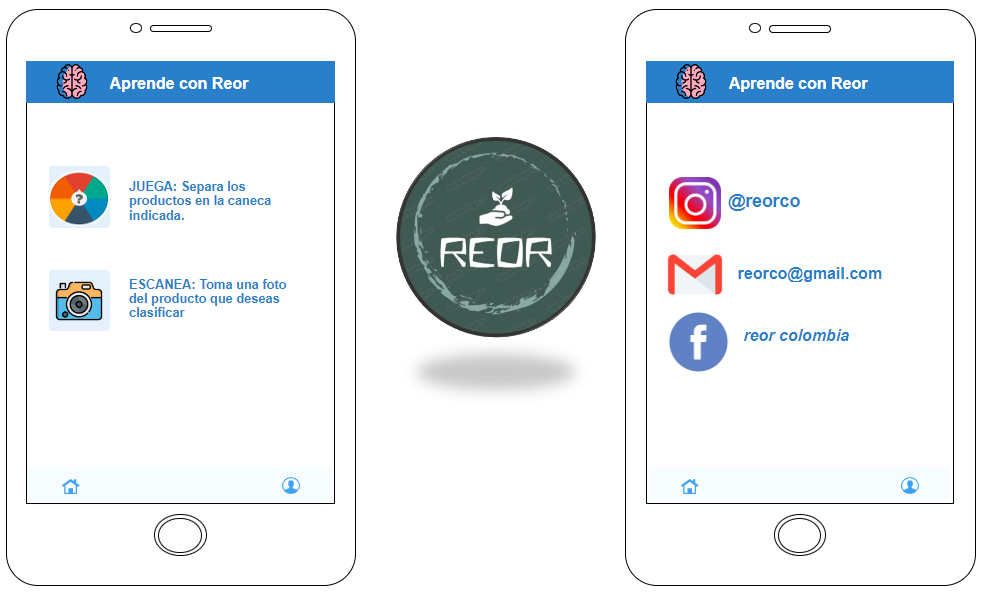 Aprende con Reor
JUEGA: Separa los
productos en la caneca
indicada.
ESCANEA: Toma una foto
del producto que deseas
clasificar
REOR
Aprende con Reor
@reorco
reorco@gmail.com
reor colombia